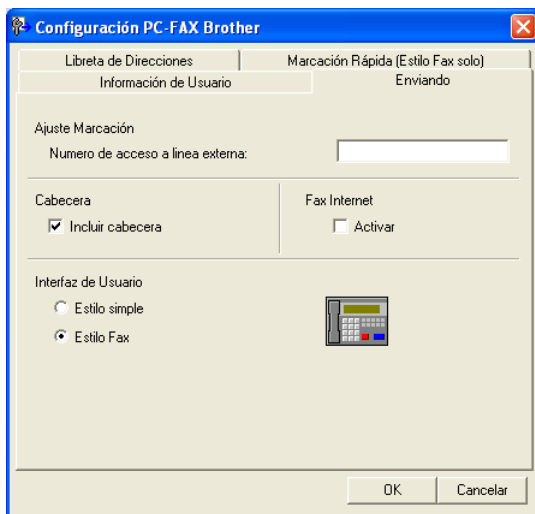 Configuración PC-FAX Brother
Libreta de Direcciones
Marcación Rápida (Estilo Fax solo)
Información de Usuario
Enviando
Ajuste Marcación
Numero de acceso a linea externa:
Cabecera
Fax Internet
Incluir cabecera
Activar
Interfaz de Usuario
Estilo simple
Estilo Fax
OK
Cancelar